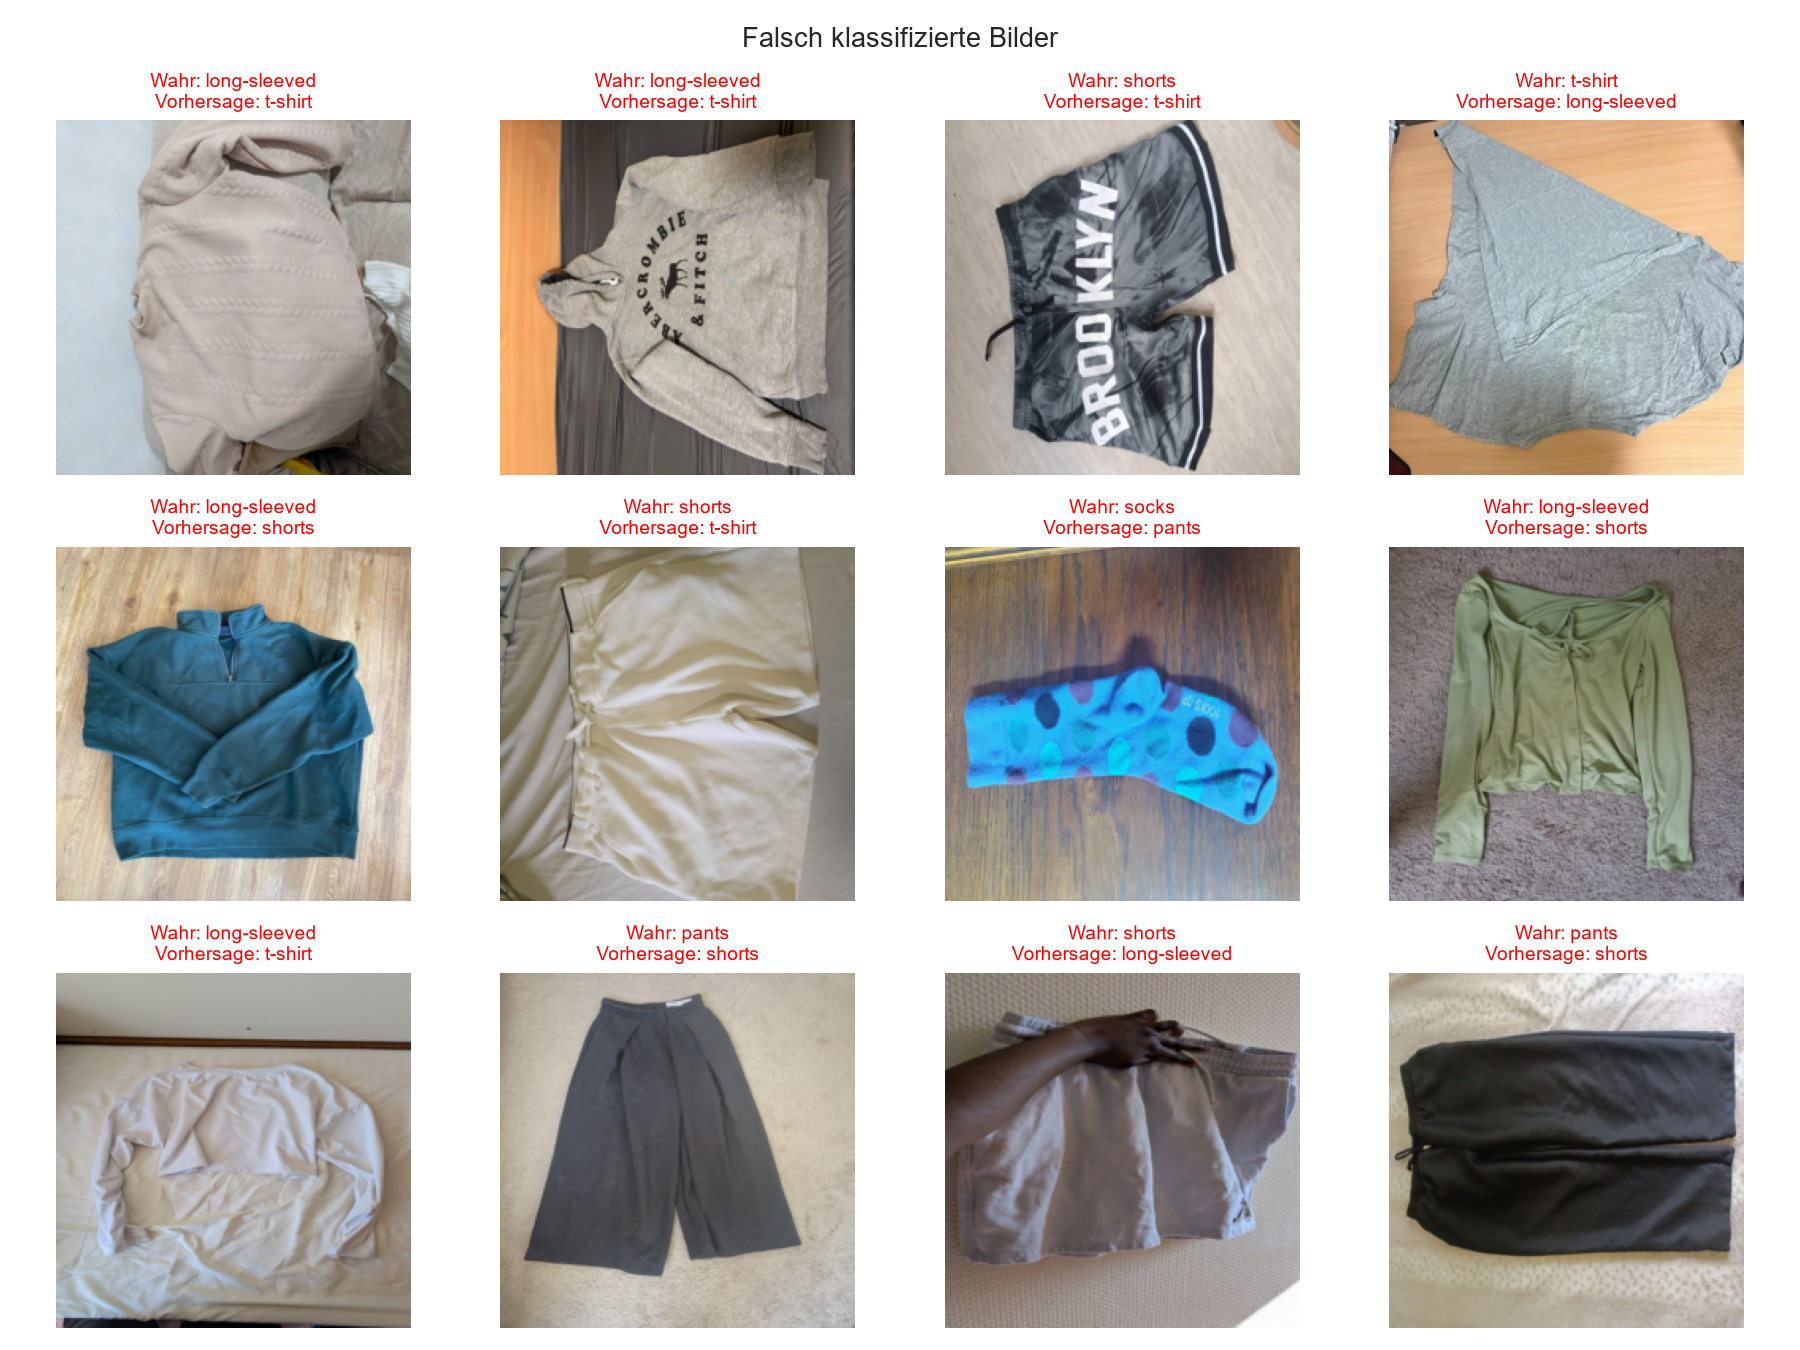 Falsch klassifizierte Bilder
Wahr: long-sleeved
Vorhersage: t-shirt
Wahr: long-sleeved
Vorhersage: t-shirt
Wahr: shorts
Vorhersage: t-shirt
Wahr: t-shirt
Vorhersage: long-sleeved
ABERCROMBIE
& FITCH
BROOKLYN
Wahr: long-sleeved
Vorhersage: shorts
Wahr: shorts
Vorhersage: t-shirt
Wahr: socks
Vorhersage: pants
Wahr: long-sleeved
Vorhersage: shorts
Wahr: long-sleeved
Vorhersage: t-shirt
Wahr: pants
Vorhersage: shorts
Wahr: shorts
Vorhersage: long-sleeved
Wahr: pants
Vorhersage: shorts